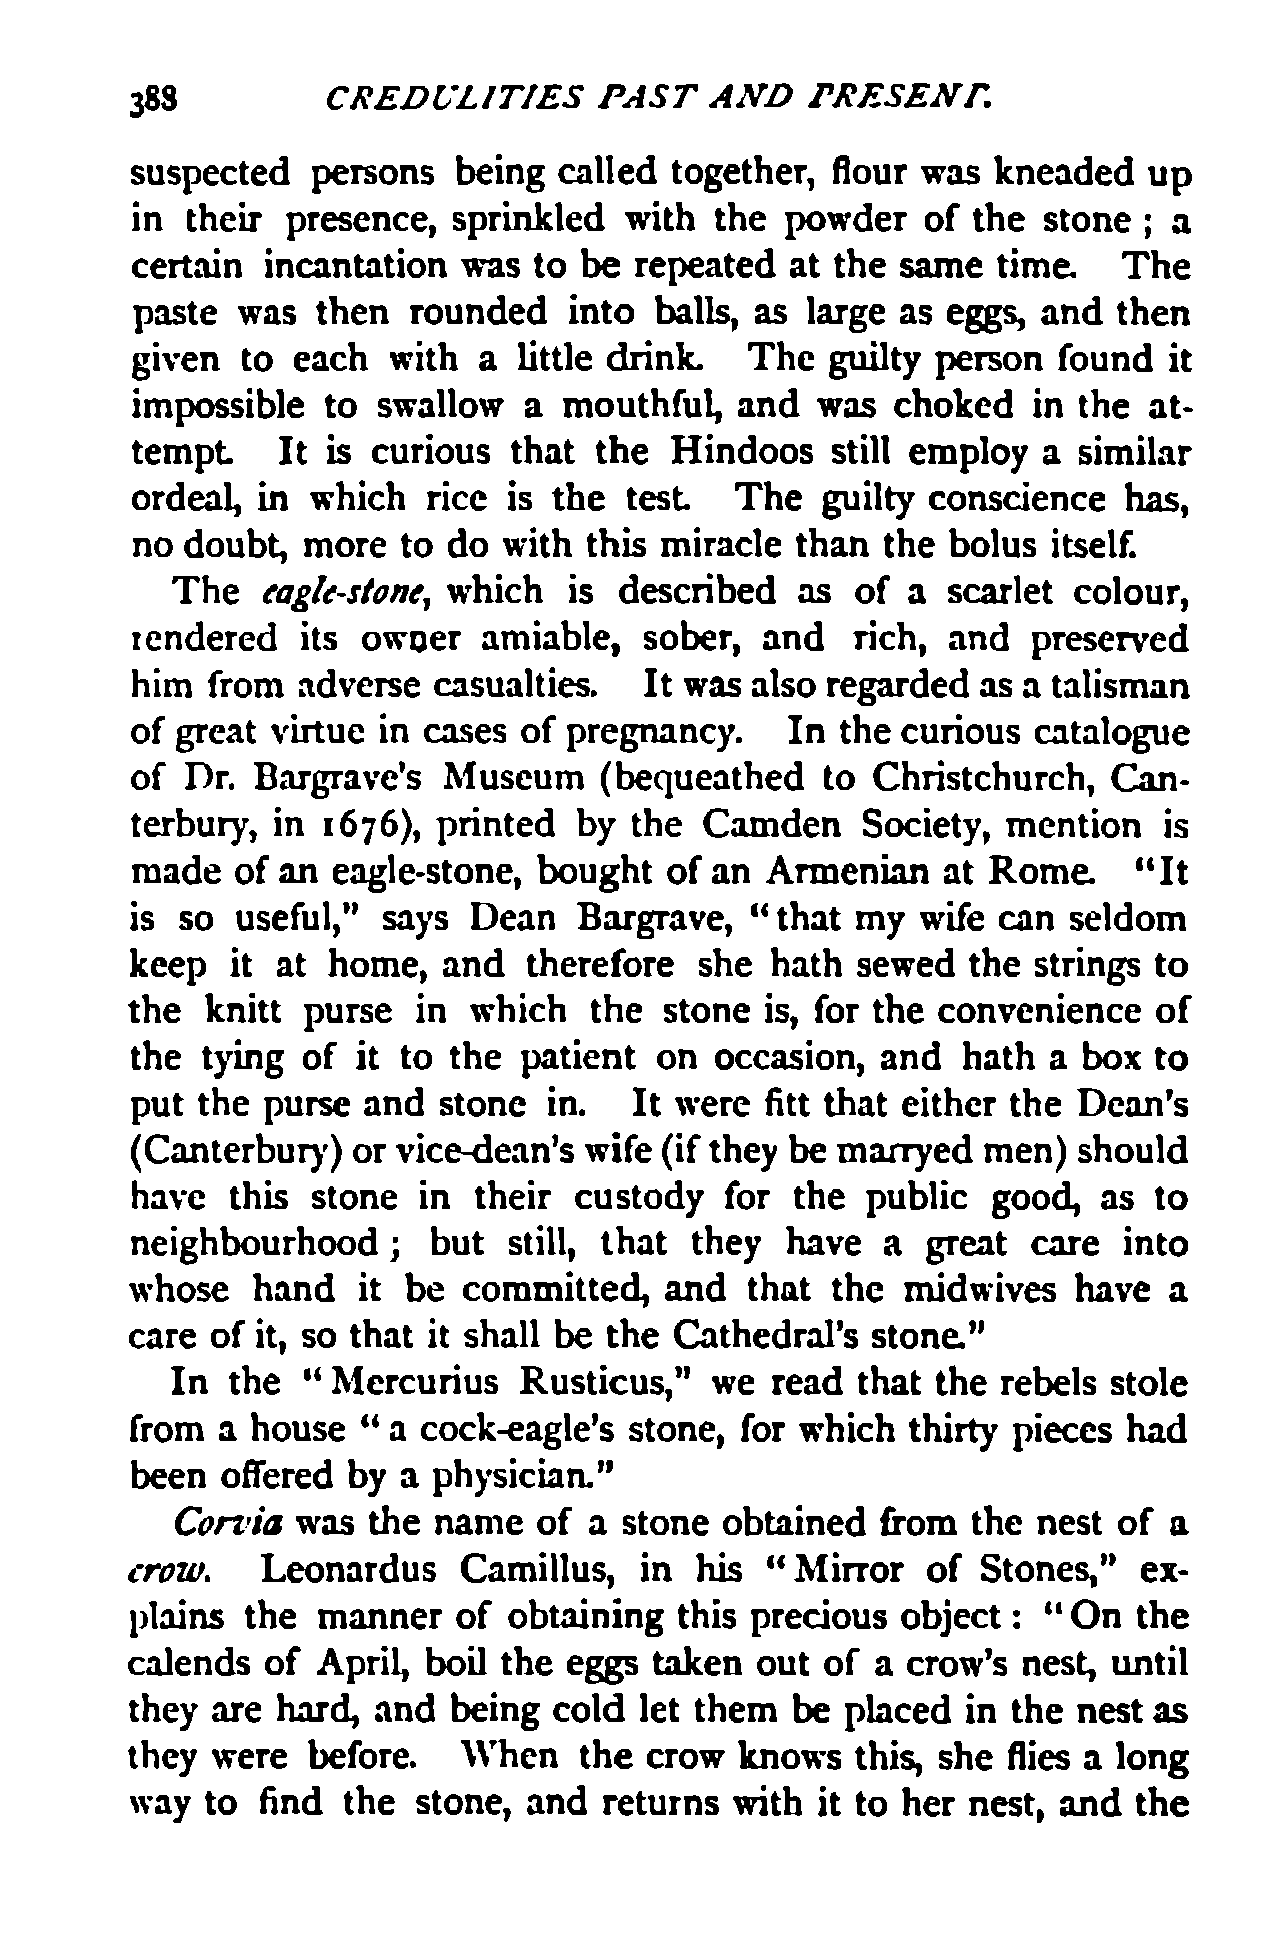 388 CREDULITIES PAST AND PRESENT.
suspected persons being called together, flour was kneaded up
in their presence, sprinkled with the powder of the stone ; a
certain incantation was to be repeated at the same time. The
paste was then rounded into balls, as large as eggs, and then
given to each with a little drink. The guilty person found it
impossible to swallow a mouthful, and was choked in the at-
tempt. It is curious that the Hindoos still employ a similar
ordeal, in which rice is the test. The guilty conscience has,
no doubt, more to do with this miracle than the bolus itself.
The eagle-stone, which is described as of a scarlet colour,
rendered its owner amiable, sober, and rich, and preserved
him from adverse casualties. It was also regarded as a talisman
of great virtue in cases of pregnancy. In the curious catalogue
of Dr. Bargrave's Museum (bequeathed to Christchurch, Can-
terbury, in 1676), printed by the Camden Society, mention is
made of an eagle-stone, bought of an Armenian at Rome. "It
is so useful," says Dean Bargrave, "that my wife can seldom
keep it at home, and therefore she hath sewed the strings to
the knitt purse in which the stone is, for the convenience of
the tying of it to the patient on occasion, and hath a box to
put the purse and stone in. It were fitt that either the Dean's
(Canterbury) or vice-dean's wife (if they be marryed men) should
have this stone in their custody for the public good, as to
neighbourhood ; but still, that they have a great care into
whose hand it be committed, and that the midwives have a
care of it, so that it shall be the Cathedral's stone."
In the "Mercurius Rusticus," we read that the rebels stole
from a house "a cock-eagle's stone, for which thirty pieces had
been offered by a physician."
Corvia was the name of a stone obtained from the nest of a
crow. Leonardus Camillus, in his "Mirror of Stones," ex-
plains the manner of obtaining this precious object : "On the
calends of April, boil the eggs taken out of a crow's nest, until
they are hard, and being cold let them be placed in the nest as
they were before. When the crow knows this, she flies a long
way to find the stone, and returns with it to her nest, and the